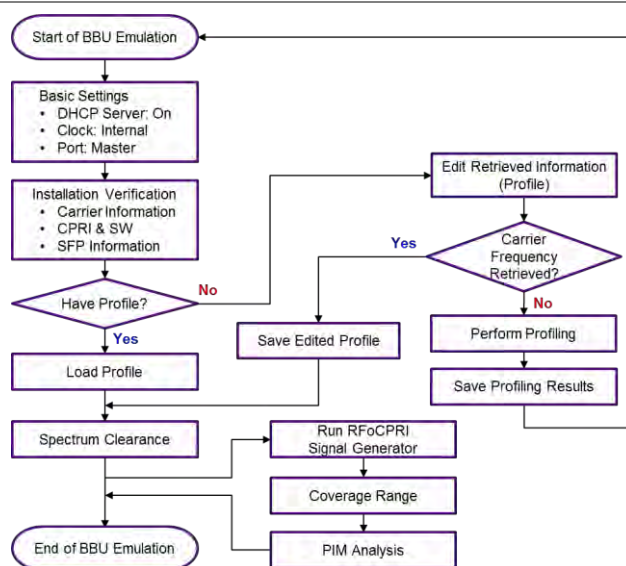 Start of BBU Emulation
Basic Settings
• DHCP Server: On
• Clock: Internal
• Port: Master
Installation Verification
• Carrier Information
• CPRI & SW
• SFP Information
Have Profile?
No
Yes
Load Profile
Spectrum Clearance
End of BBU Emulation
Edit Retrieved Information
(Profile)
Carrier
Frequency
Retrieved?
Yes
No
Save Edited Profile
Perform Profiling
Save Profiling Results
Run RFoCPRI
Signal Generator
Coverage Range
PIM Analysis